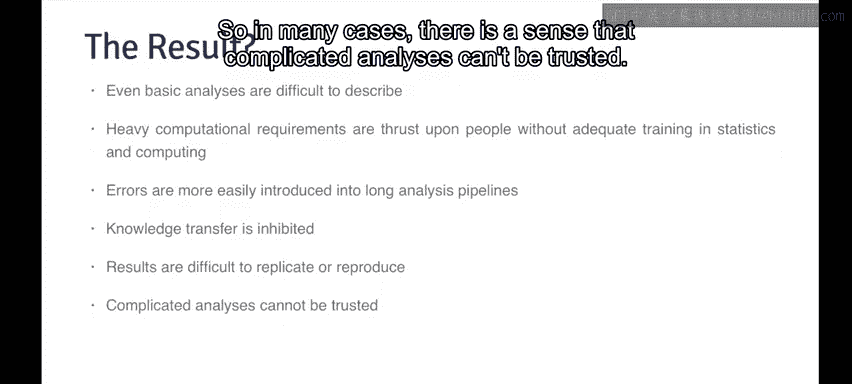 So in many cases, there is a sense that
complicated analyses can't be trusted.
The Result?
· Even basic analyses are difficult to describe
· Heavy computational requirements are thrust upon people without adequate training in statistics
and computing
· Errors are more easily introduced into long analysis pipelines
· Knowledge transfer is inhibited
· Results are difficult to replicate or reproduce
· Complicated analyses cannot be trusted